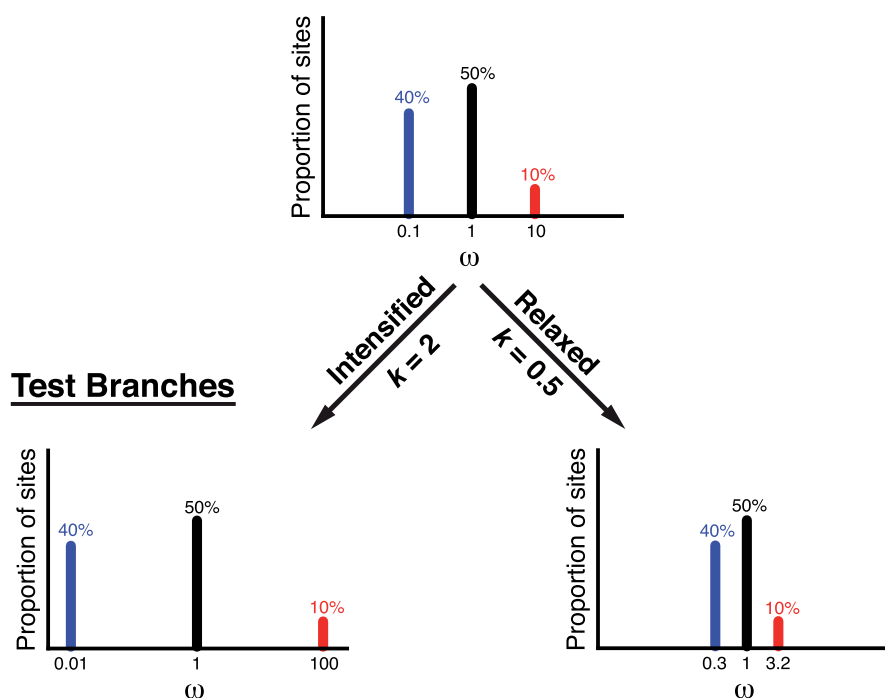 Proportion of sites
40%
50%
10%
0.1
1
10
ω
Intensified
k = 2
Relaxed
k = 0.5
Test Branches
Proportion of sites
40%
50%
10%
0.01
1
100
ω
Proportion of sites
40%
50%
10%
0.3
1
3.2
ω